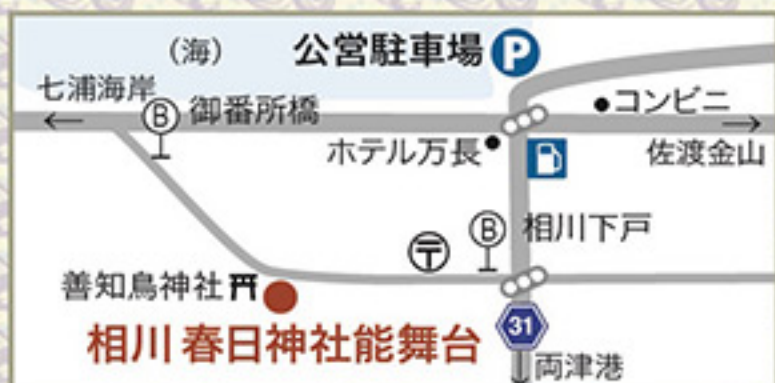 (海) 公営駐車場 P
七浦海岸
← B 御番所橋 ●コンビニ
ホテル万長● 佐渡金山 →
B 相川下戸
〒
善知鳥神社
相川 春日神社能舞台
31
両津港